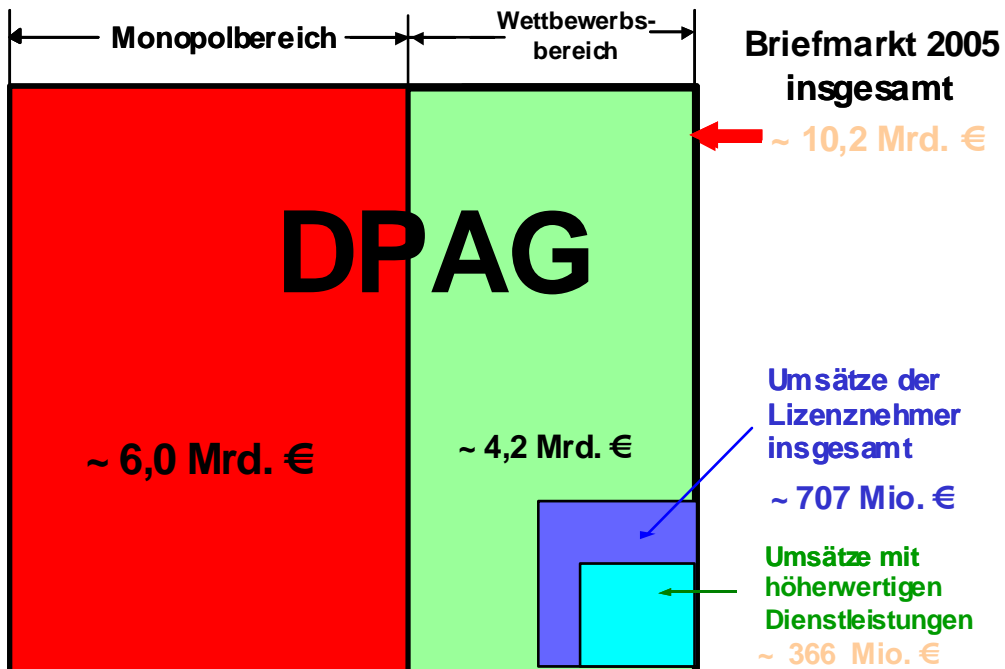 Monopolbereich
Wettbewerbs-
bereich
Briefmarkt 2005
insgesamt
~ 10,2 Mrd. €
DPAG
~ 6,0 Mrd. €
~ 4,2 Mrd. €
Umsätze der
Lizenznehmer
insgesamt
~ 707 Mio. €
Umsätze mit
höherwertigen
Dienstleistungen
~ 366 Mio. €